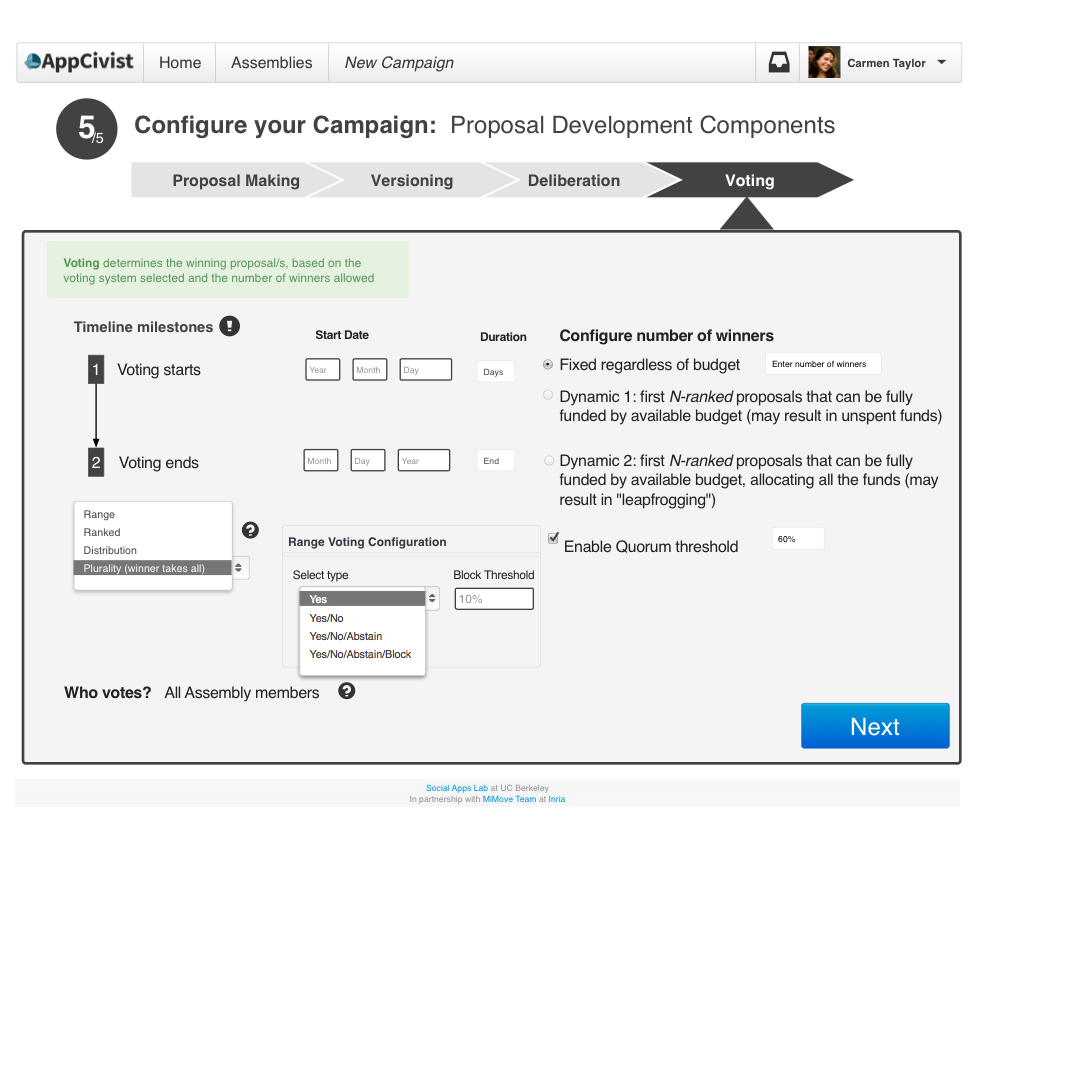 AppCivist
Home
Assemblies
New Campaign
Carmen Taylor
5/5
Configure your Campaign: Proposal Development Components
Proposal Making
Versioning
Deliberation
Voting
Voting determines the winning proposal/s, based on the
voting system selected and the number of winners allowed
Timeline milestones
Start Date
Duration
1
Voting starts
Year
Month
Day
Days
2
Voting ends
Month
Day
Year
End
Range
Ranked
Distribution
Plurality (winner takes all)
?
Range Voting Configuration
Select type
Block Threshold
Yes
10%
Yes/No
Yes/No/Abstain
Yes/No/Abstain/Block
Who votes? All Assembly members
?
Configure number of winners
Fixed regardless of budget
Enter number of winners
Dynamic 1: first N-ranked proposals that can be fully
funded by available budget (may result in unspent funds)
Dynamic 2: first N-ranked proposals that can be fully
funded by available budget, allocating all the funds (may
result in "leapfrogging")
Enable Quorum threshold
60%
Next
Social Apps Lab at UC Berkeley
In partnership with MiMove Team at Inria